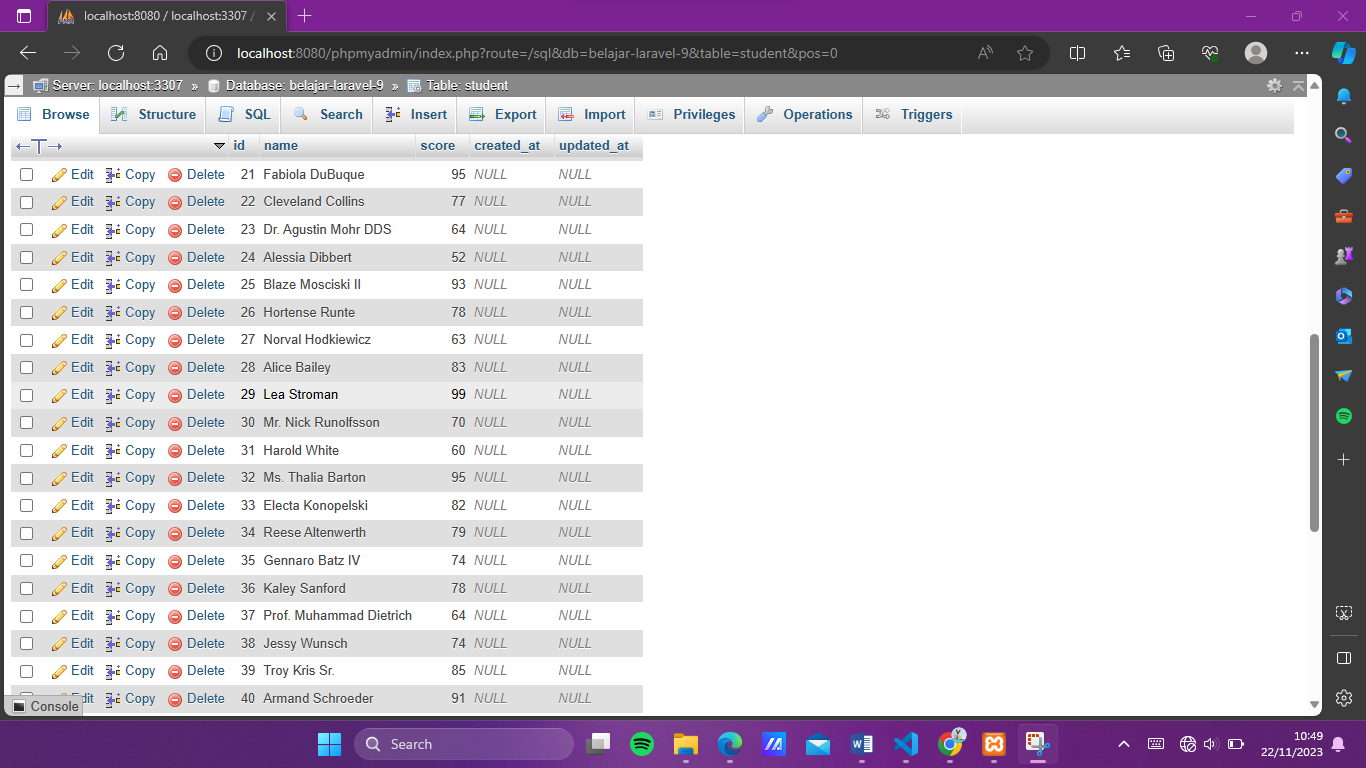 localhost:8080 / localhost:3307 /
localhost:8080/phpmyadmin/index.php?route=/sql&db=belajar-laravel-9&table=student&pos=0
Server: localhost:3307 » Database: belajar-laravel-9 » Table: student
Browse Structure SQL Search Insert Export Import Privileges Operations Triggers
id name score created_at updated_at
Edit Copy Delete 21 Fabiola DuBuque 95 NULL NULL
Edit Copy Delete 22 Cleveland Collins 77 NULL NULL
Edit Copy Delete 23 Dr. Agustin Mohr DDS 64 NULL NULL
Edit Copy Delete 24 Alessia Dibbert 52 NULL NULL
Edit Copy Delete 25 Blaze Mosciski II 93 NULL NULL
Edit Copy Delete 26 Hortense Runte 78 NULL NULL
Edit Copy Delete 27 Norval Hodkiewicz 63 NULL NULL
Edit Copy Delete 28 Alice Bailey 83 NULL NULL
Edit Copy Delete 29 Lea Stroman 99 NULL NULL
Edit Copy Delete 30 Mr. Nick Runolfsson 70 NULL NULL
Edit Copy Delete 31 Harold White 60 NULL NULL
Edit Copy Delete 32 Ms. Thalia Barton 95 NULL NULL
Edit Copy Delete 33 Electa Konopelski 82 NULL NULL
Edit Copy Delete 34 Reese Altenwerth 79 NULL NULL
Edit Copy Delete 35 Gennaro Batz IV 74 NULL NULL
Edit Copy Delete 36 Kaley Sanford 78 NULL NULL
Edit Copy Delete 37 Prof. Muhammad Dietrich 64 NULL NULL
Edit Copy Delete 38 Jessy Wunsch 74 NULL NULL
Edit Copy Delete 39 Troy Kris Sr. 85 NULL NULL
Edit Copy Delete 40 Armand Schroeder 91 NULL NULL
Console
Search
10:49
22/11/2023